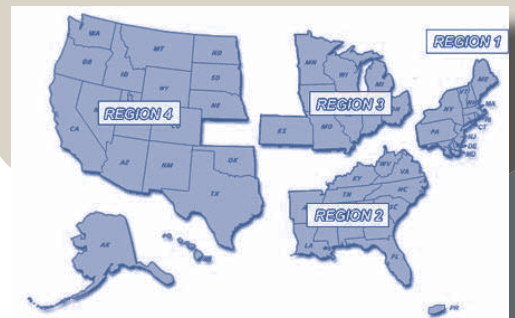 REGION 1
REGION 2
REGION 3
REGION 4
WA
OR
CA
ID
MT
WY
ND
SD
NE
CO
AZ
NM
OK
TX
AK
MN
WI
MI
KS
MO
KY
WV
VA
TN
NC
SC
LA
FL
PR
ME
VT
NY
MA
PA
CT
NJ
DE
MD